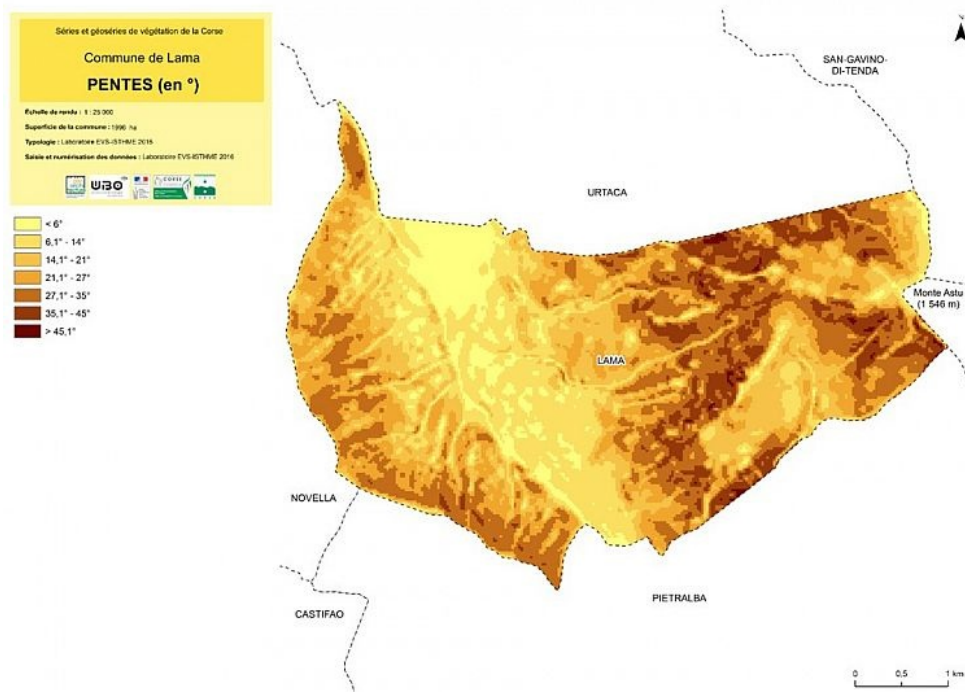 Séries et géoséries de végétation de la Corse
Commune de Lama
PENTES (en °)
Échelle de rendu : 1 : 25 000
Superficie de la commune : 1996 ha
Typologie : Laboratoire EVS-ISTHME 2016
Saisie et numérisation des données : Laboratoire EVS-ISTHME 2016
UBO
< 6°
6,1° - 14°
14,1° - 21°
21,1° - 27°
27,1° - 35°
35,1° - 45°
> 45,1°
SAN-GAVINO-
DI-TENDA
URTACA
Monte Astu
(1 546 m)
LAMA
NOVELLA
PIETRALBA
CASTIFAO
0 0,5 1 km